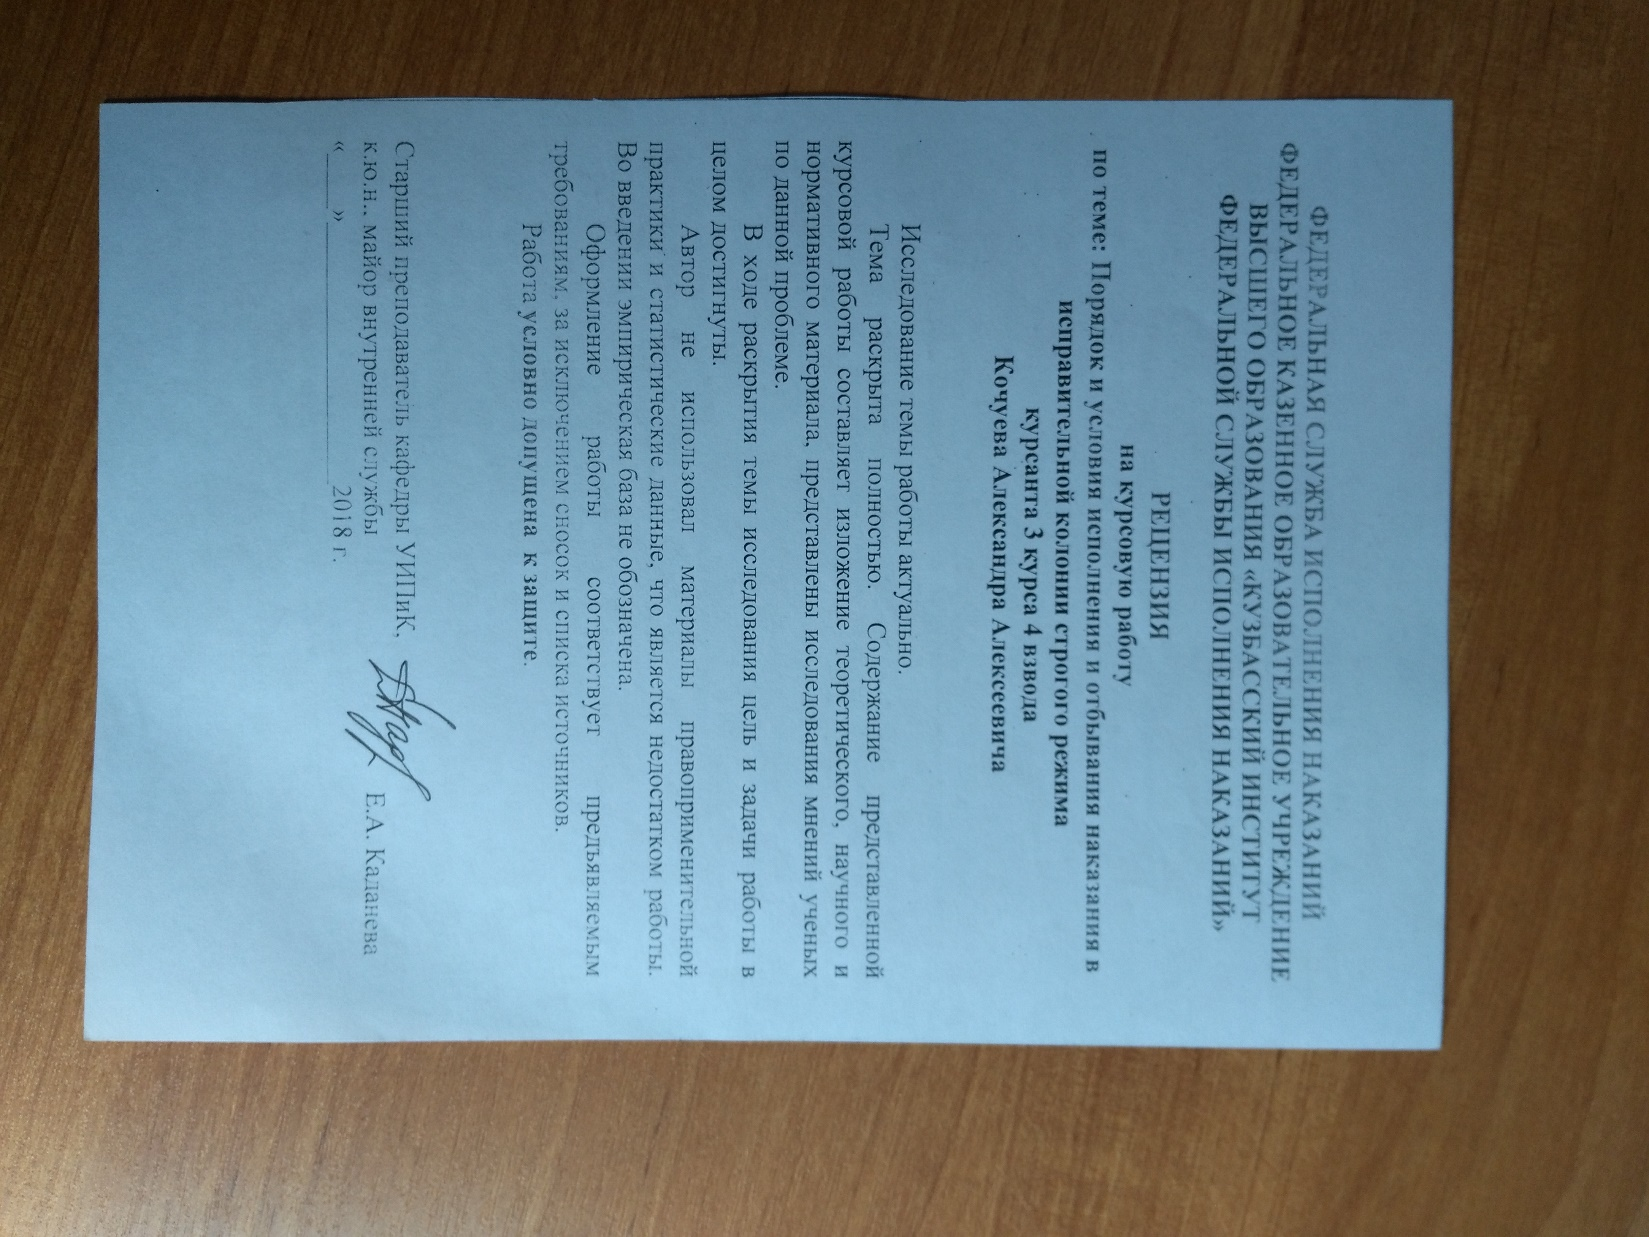 ФЕДЕРАЛЬНАЯ СЛУЖБА ИСПОЛНЕНИЯ НАКАЗАНИЙ
ФЕДЕРАЛЬНОЕ КАЗЕННОЕ ОБРАЗОВАТЕЛЬНОЕ УЧРЕЖДЕНИЕ
ВЫСШЕГО ОБРАЗОВАНИЯ «КУЗБАССКИЙ ИНСТИТУТ
ФЕДЕРАЛЬНОЙ СЛУЖБЫ ИСПОЛНЕНИЯ НАКАЗАНИЙ»
РЕЦЕНЗИЯ
на курсовую работу
по теме: Порядок и условия исполнения и отбывания наказания в
исправительной колонии строгого режима
курсанта 3 курса 4 взвода
Кочуева Александра Алексеевича
Исследование темы работы актуально.
Тема раскрыта полностью. Содержание представленной
курсовой работы составляет изложение теоретического, научного и
нормативного материала, представлены исследования мнений ученых
по данной проблеме.
В ходе раскрытия темы исследования цель и задачи работы в
целом достигнуты.
Автор не использовал материалы правоприменительной
практики и статистические данные, что является недостатком работы.
Во введении эмпирическая база не обозначена.
Оформление работы соответствует предъявляемым
требованиям, за исключением сносок и списка источников.
Работа условно допущена к защите.
Старший преподаватель кафедры УИПиК,
к.ю.н., майор внутренней службы Е.А. Каданева
«____» ____________________ 2018 г.